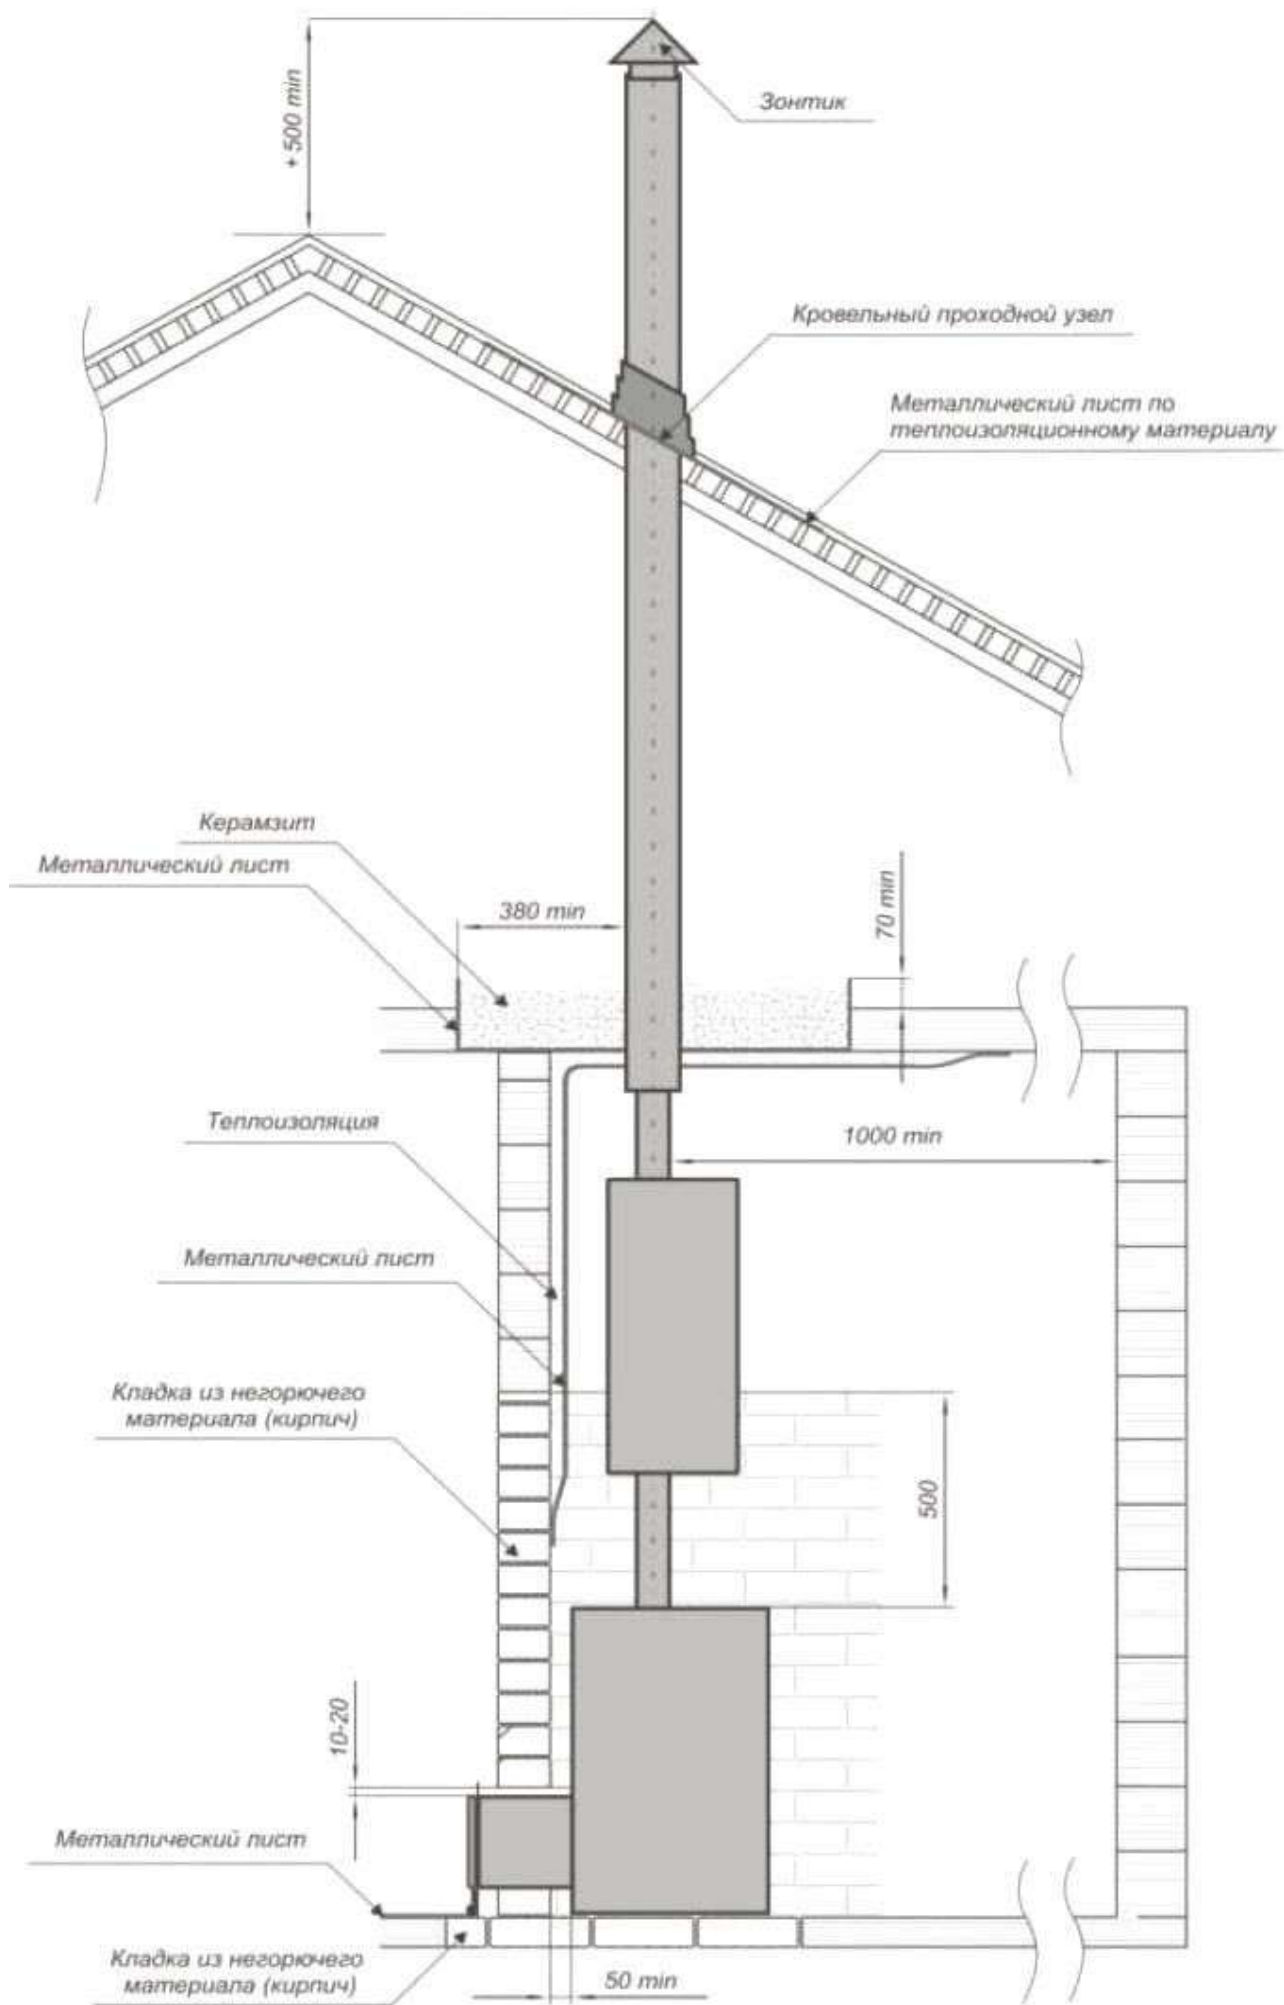 + 500 min
Зонтик
Кровельный проходной узел
Металлический лист по
теплоизоляционному материалу
Керамзит
Металлический лист
380 min
70 min
Теплоизоляция
1000 min
Металлический лист
Кладка из негорючего
материала (кирпич)
500
10-20
Металлический лист
Кладка из негорючего
материала (кирпич)
50 min